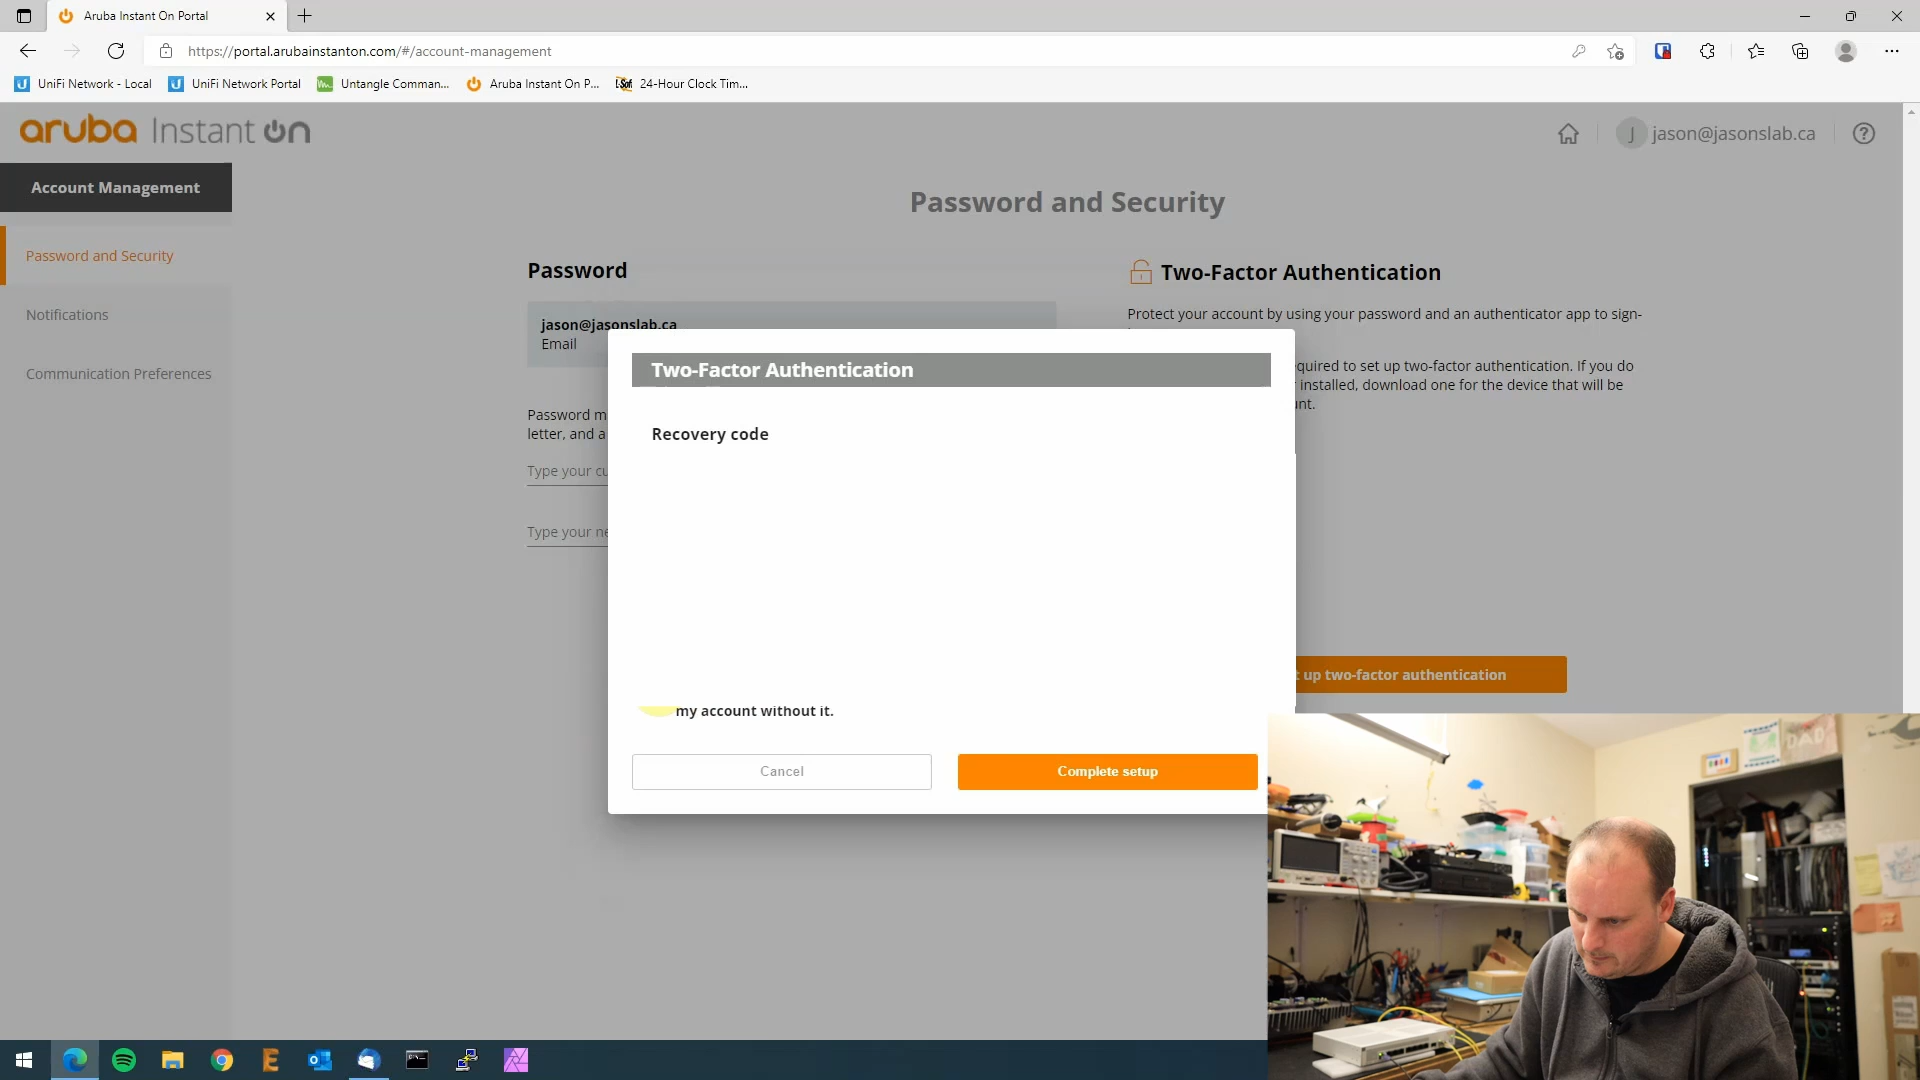 Aruba Instant On Portal
https://portal.arubainstanton.com/#/account-management
UniFi Network - Local
UniFi Network Portal
Untangle Comman...
Aruba Instant On P...
24-Hour Clock Tim...
aruba Instant On
J jason@jasonslab.ca
Account Management
Password and Security
Notifications
Communication Preferences
Password and Security
Password
jason@jasonslab.ca
Email
Password m
letter, and a
Type your cu
Type your ne
Two-Factor Authentication
Protect your account by using your password and an authenticator app to sign-
quired to set up two-factor authentication. If you do
installed, download one for the device that will be
unt.
t up two-factor authentication
Two-Factor Authentication
Recovery code
my account without it.
Cancel
Complete setup
DAD